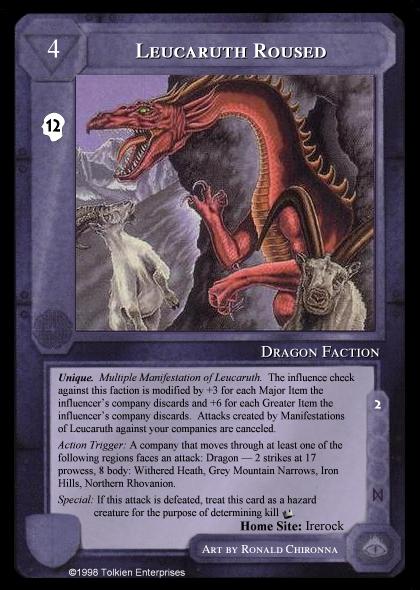 4
LEUCARUTH ROUSED
12
DRAGON FACTION
Unique. Multiple Manifestation of Leucaruth. The influence check
against this faction is modified by +3 for each Major Item the
influencer's company discards and +6 for each Greater Item the
influencer's company discards. Attacks created by Manifestations
of Leucaruth against your companies are canceled.
2
Action Trigger: A company that moves through at least one of the
following regions faces an attack: Dragon — 2 strikes at 17
prowess, 8 body: Withered Heath, Grey Mountain Narrows, Iron
Hills, Northern Rhovanion.
Special: If this attack is defeated, treat this card as a hazard
creature for the purpose of determining kill
Home Site: Irerock
ART BY RONALD CHIRONNA
©1998 Tolkien Enterprises